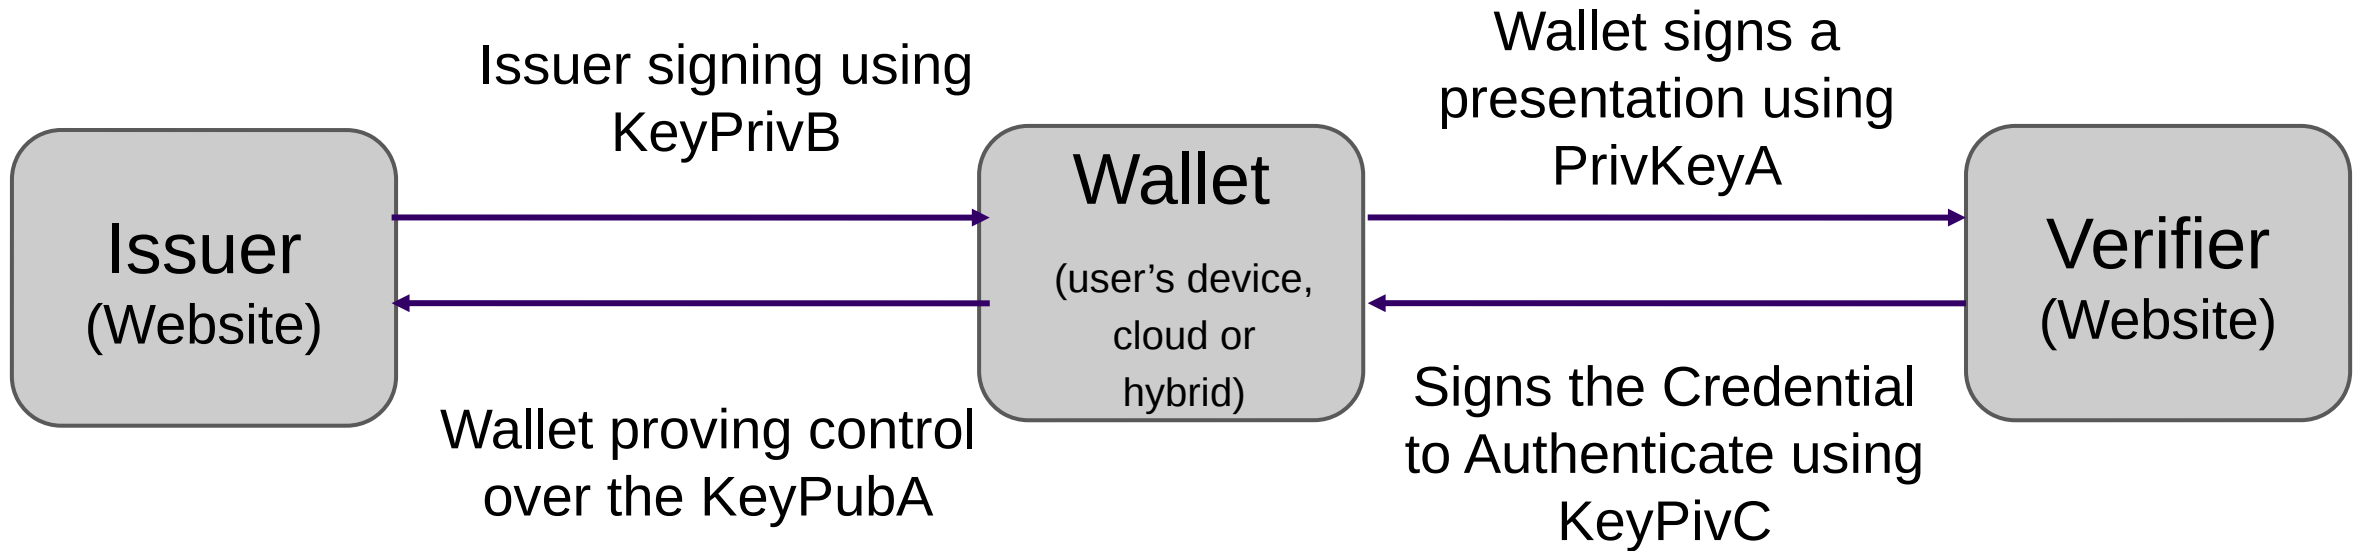 Issuer
(Website)
Issuer signing using
KeyPrivB
Wallet proving control
over the KeyPubA
Wallet
(user’s device,
cloud or
hybrid)
Wallet signs a
presentation using
PrivKeyA
Signs the Credential
to Authenticate using
KeyPivC
Verifier
(Website)